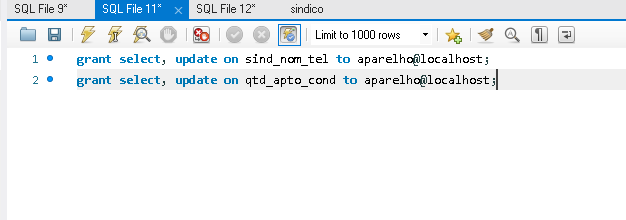 SQL File 9* SQL File 11* × SQL File 12* sindico
Limit to 1000 rows
1 grant select, update on sind_nom_tel to aparelho@localhost;
2 grant select, update on qtd_apto_cond to aparelho@localhost;